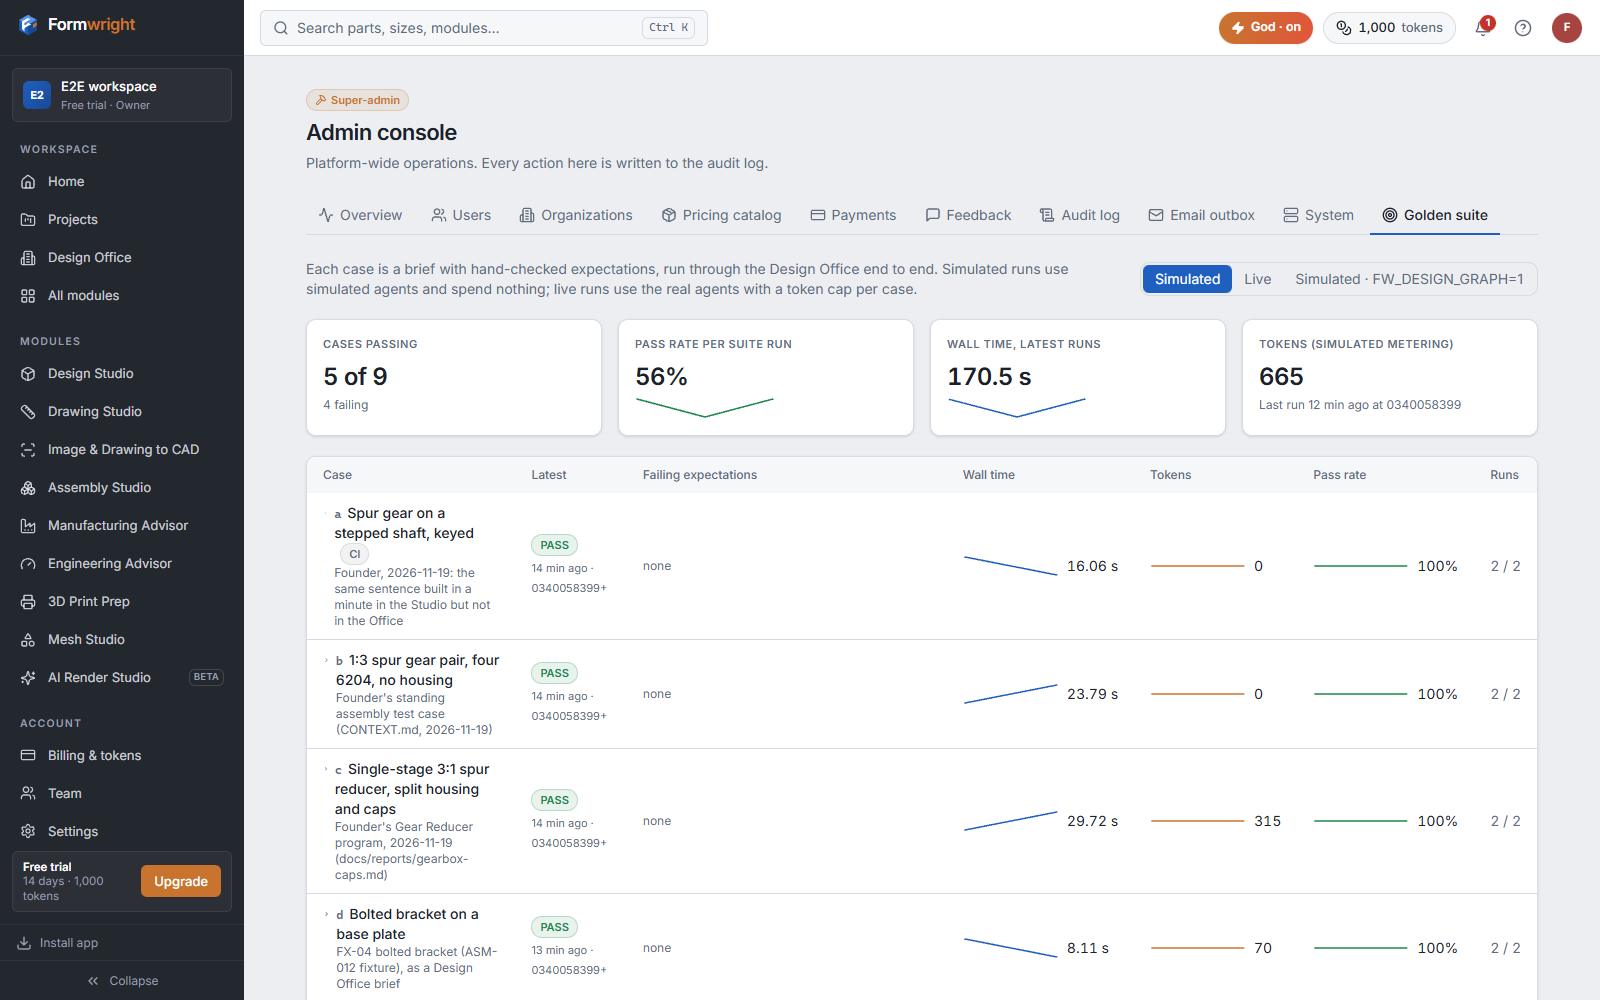 Formwright
Search parts, sizes, modules...
Ctrl K
God · on
1,000 tokens
1
F
E2
E2E workspace
Free trial · Owner
WORKSPACE
Home
Projects
Design Office
All modules
MODULES
Design Studio
Drawing Studio
Image & Drawing to CAD
Assembly Studio
Manufacturing Advisor
Engineering Advisor
3D Print Prep
Mesh Studio
AI Render Studio
BETA
ACCOUNT
Billing & tokens
Team
Settings
Free trial
14 days · 1,000
tokens
Upgrade
Install app
Collapse
Super-admin
Admin console
Platform-wide operations. Every action here is written to the audit log.
Overview
Users
Organizations
Pricing catalog
Payments
Feedback
Audit log
Email outbox
System
Golden suite
Each case is a brief with hand-checked expectations, run through the Design Office end to end. Simulated runs use
simulated agents and spend nothing; live runs use the real agents with a token cap per case.
Simulated
Live
Simulated · FW_DESIGN_GRAPH=1
CASES PASSING
5 of 9
4 failing
PASS RATE PER SUITE RUN
56%
WALL TIME, LATEST RUNS
170.5 s
TOKENS (SIMULATED METERING)
665
Last run 12 min ago at 0340058399
Case
Latest
Failing expectations
Wall time
Tokens
Pass rate
Runs
a Spur gear on a
stepped shaft, keyed
CI
Founder, 2026-11-19: the
same sentence built in a
minute in the Studio but not
in the Office
PASS
14 min ago ·
0340058399+
none
16.06 s
0
100%
2 / 2
b 1:3 spur gear pair, four
6204, no housing
Founder's standing
assembly test case
(CONTEXT.md, 2026-11-19)
PASS
14 min ago ·
0340058399+
none
23.79 s
0
100%
2 / 2
c Single-stage 3:1 spur
reducer, split housing
and caps
Founder's Gear Reducer
program, 2026-11-19
(docs/reports/gearbox-
caps.md)
PASS
14 min ago ·
0340058399+
none
29.72 s
315
100%
2 / 2
d Bolted bracket on a
base plate
FX-04 bolted bracket (ASM-
012 fixture), as a Design
Office brief
PASS
13 min ago ·
0340058399+
none
8.11 s
70
100%
2 / 2